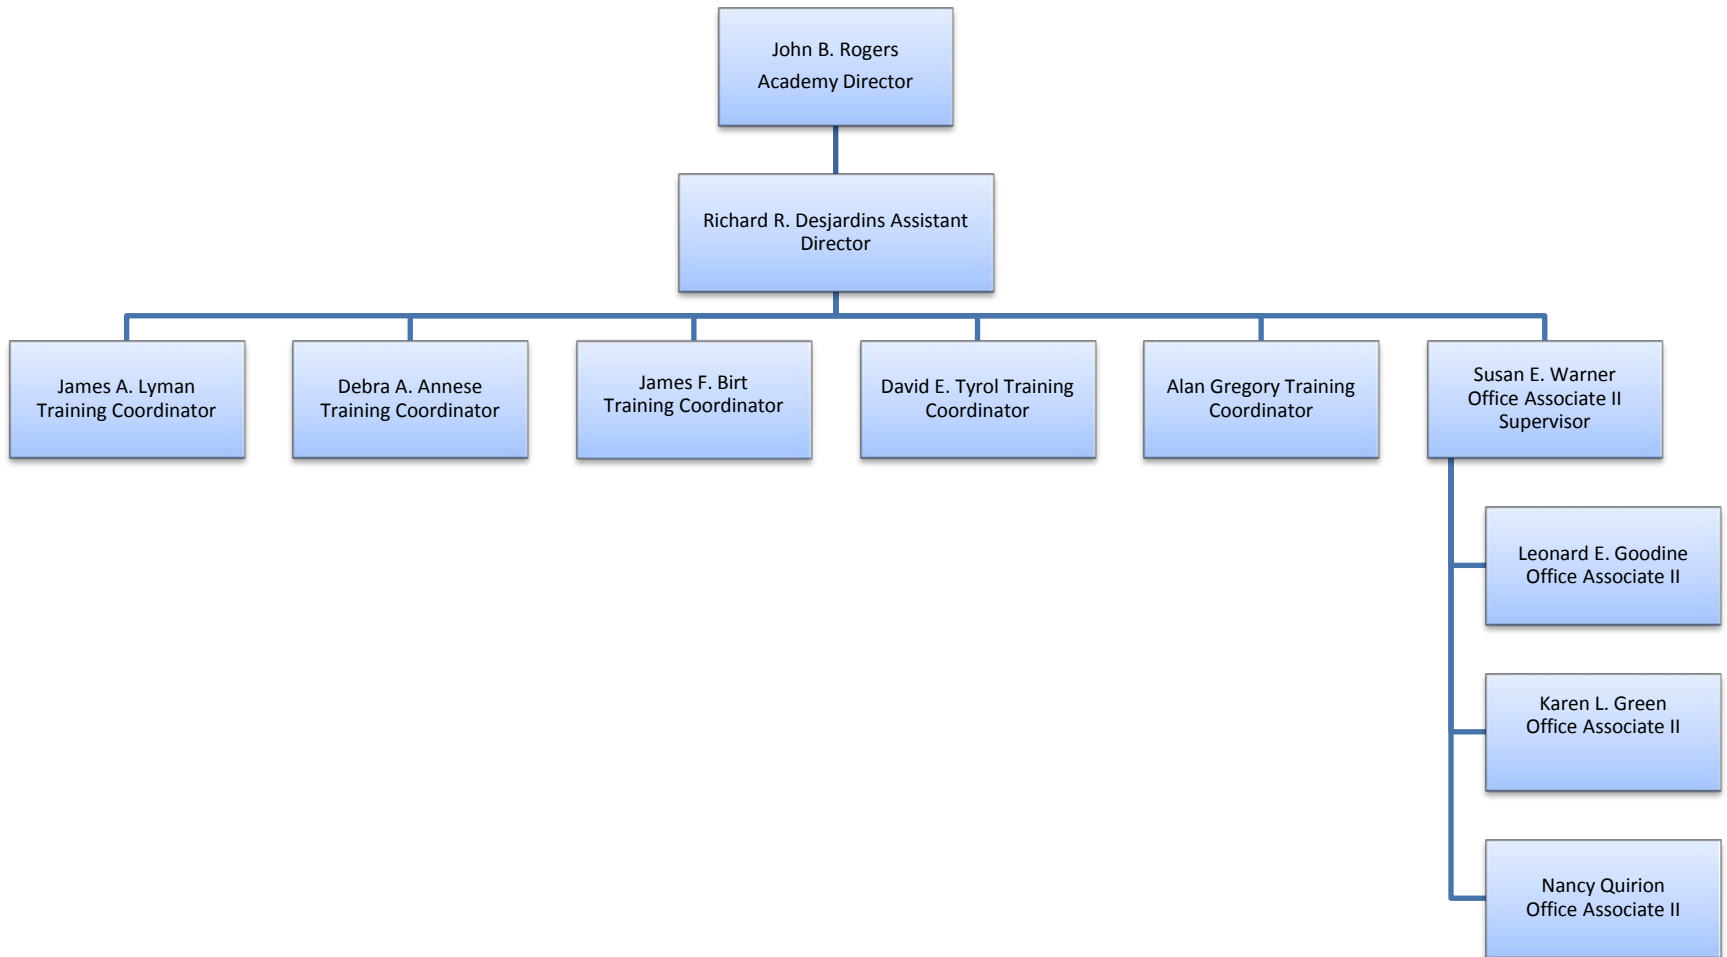 John B. Rogers
Academy Director
Richard R. Desjardins Assistant
Director
James A. Lyman
Training Coordinator
Debra A. Annese
Training Coordinator
James F. Birt
Training Coordinator
David E. Tyrol Training
Coordinator
Alan Gregory Training
Coordinator
Susan E. Warner
Office Associate II
Supervisor
Leonard E. Goodine
Office Associate II
Karen L. Green
Office Associate II
Nancy Quirion
Office Associate II